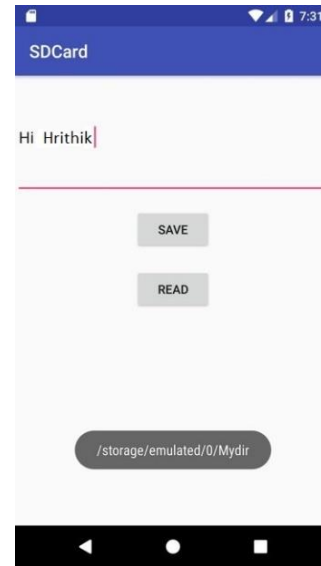 7:31
SDCard
Hi Hrithik
SAVE
READ
/storage/emulated/0/Mydir